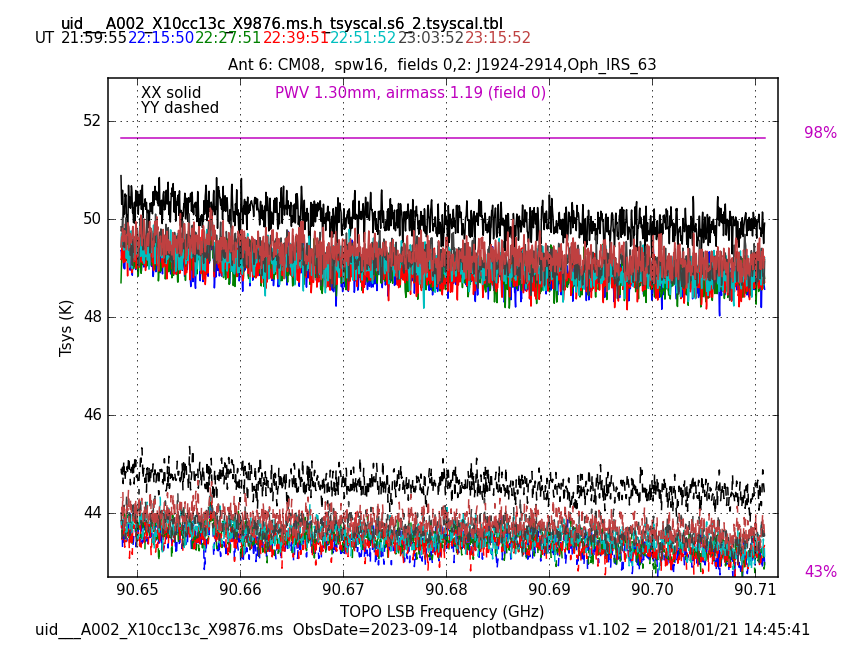 uid___A002_X10cc13c_X9876.ms.h_tsyscal.s6_2.tsyscal.tbl
UT 21:59:55 22:15:50 22:27:51 22:39:51 22:51:52 23:03:52 23:15:52
Ant 6: CM08,  spw16,  fields 0,2: J1924-2914,Oph_IRS_63
XX solid
PWV 1.30mm, airmass 1.19 (field 0)
YY dashed
52
98%
50
48
46
44
43%
Tsys (K)
90.65 90.66 90.67 90.68 90.69 90.70 90.71
TOPO LSB Frequency (GHz)
uid___A002_X10cc13c_X9876.ms  ObsDate=2023-09-14   plotbandpass v1.102 = 2018/01/21 14:45:41